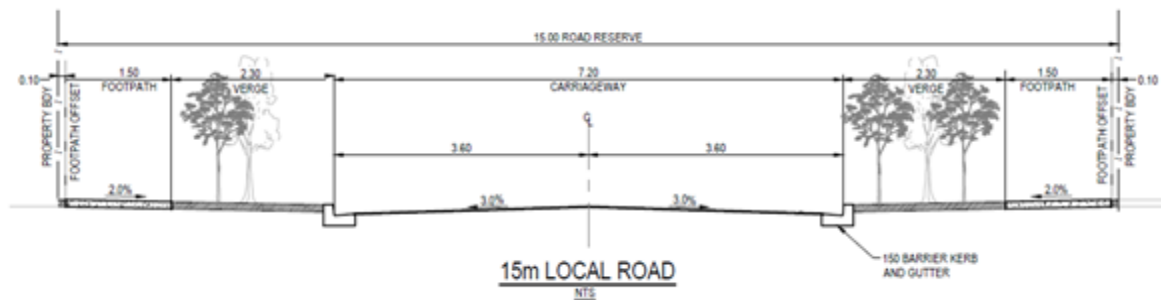 15.00 ROAD RESERVE
0.10
1.50
FOOTPATH
2.30
VERGE
7.20
CARRIAGEWAY
2.30
VERGE
1.50
FOOTPATH
0.10
PROPERTY BDY
FOOTPATH OFFSET
CL
3.60
3.60
FOOTPATH OFFSET
PROPERTY BDY
2.0%
3.0%
3.0%
2.0%
150 BARRIER KERB
AND GUTTER
15m LOCAL ROAD
NTS